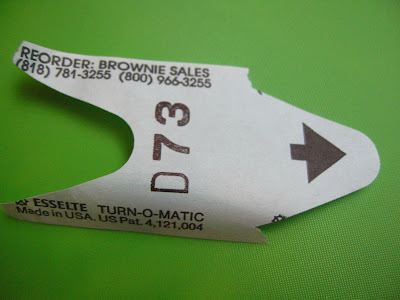 REORDER: BROWNIE SALES
(818) 781-3255 (800) 966-3255
D73
ESSELTE TURN-O-MATIC
Made in USA. US Pat. 4,121,004